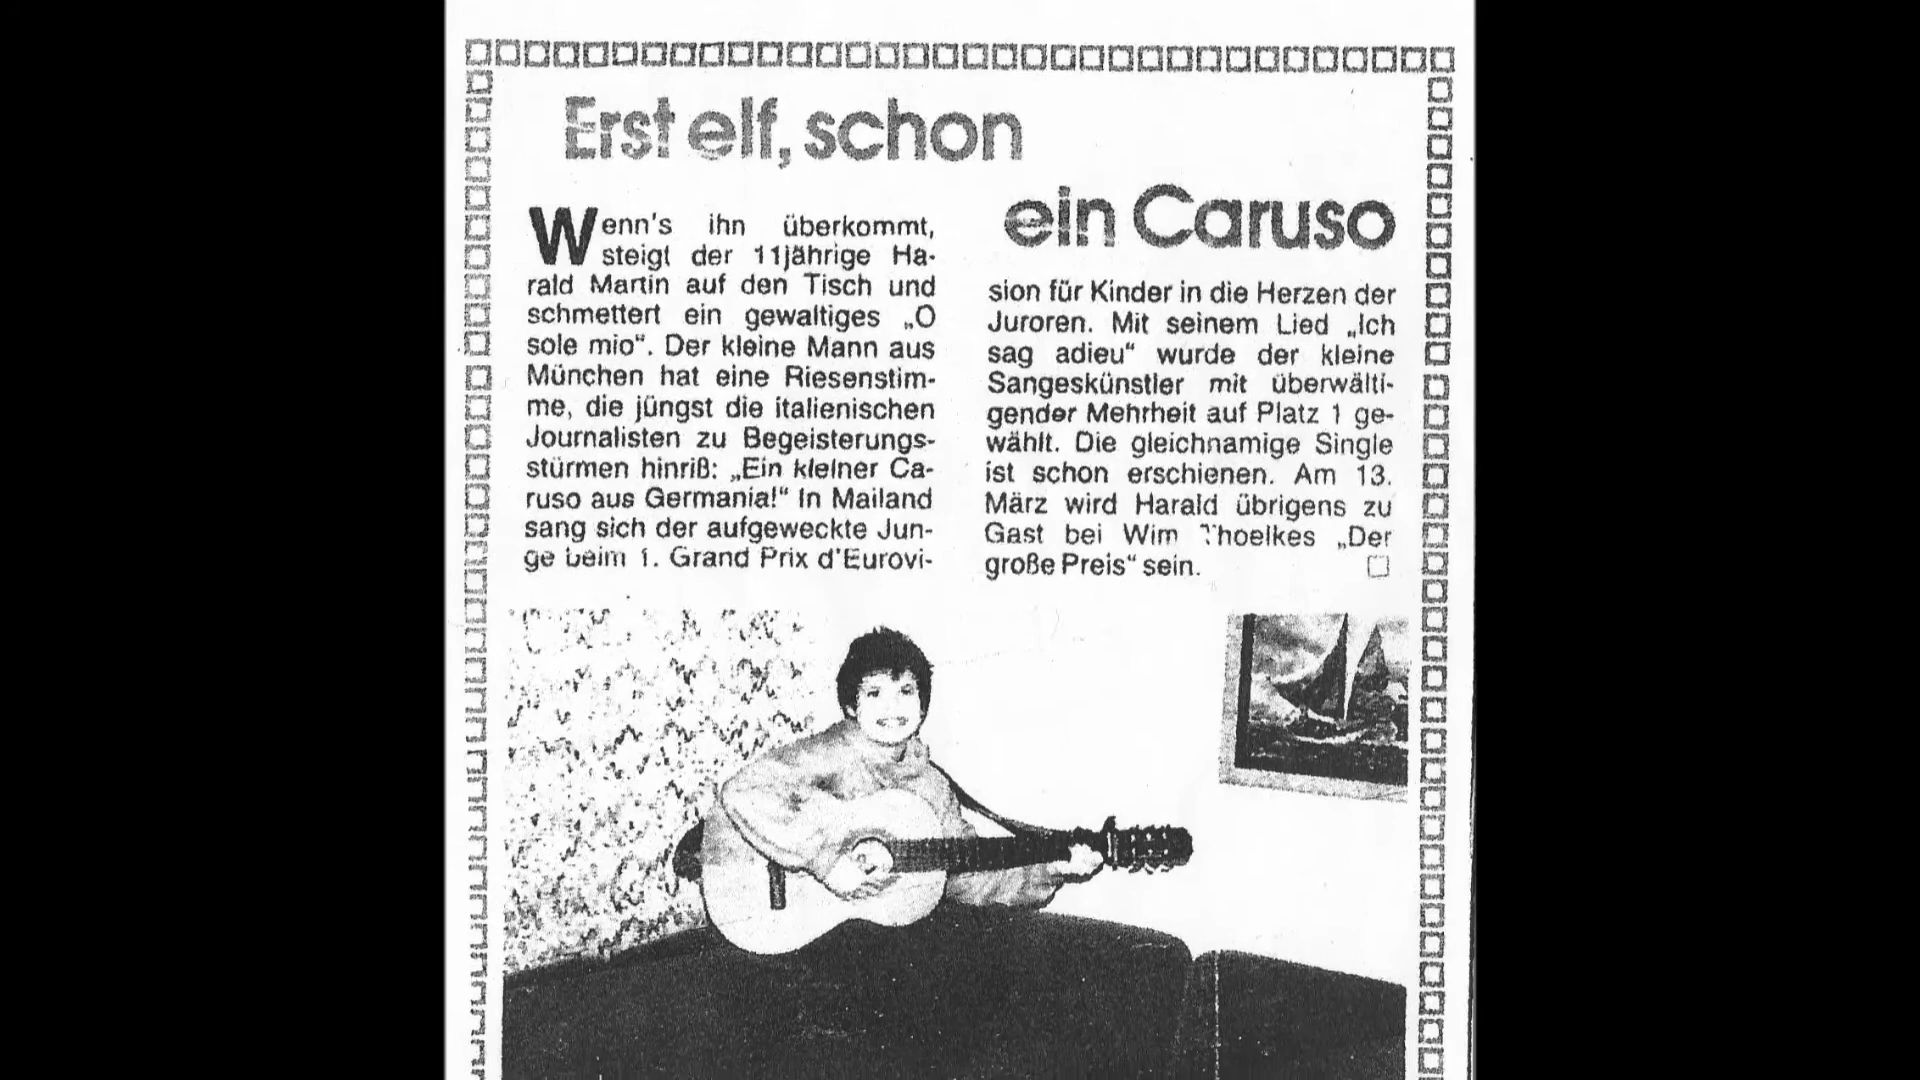 Erst elf, schon
ein Caruso
Wenn's ihn überkommt,
steigt der 11jährige Ha-
rald Martin auf den Tisch und
schmettert ein gewaltiges „O
sole mio“. Der kleine Mann aus
München hat eine Riesenstim-
me, die jüngst die italienischen
Journalisten zu Begeisterungs-
stürmen hinriß: „Ein kleiner Ca-
ruso aus Germania!“ In Mailand
sang sich der aufgeweckte Jun-
ge beim 1. Grand Prix d'Eurovi-
sion für Kinder in die Herzen der
Juroren. Mit seinem Lied „Ich
sag adieu“ wurde der kleine
Sangeskünstler mit überwälti-
gender Mehrheit auf Platz 1 ge-
wählt. Die gleichnamige Single
ist schon erschienen. Am 13.
März wird Harald übrigens zu
Gast bei Wim Thoelkes „Der
große Preis“ sein.